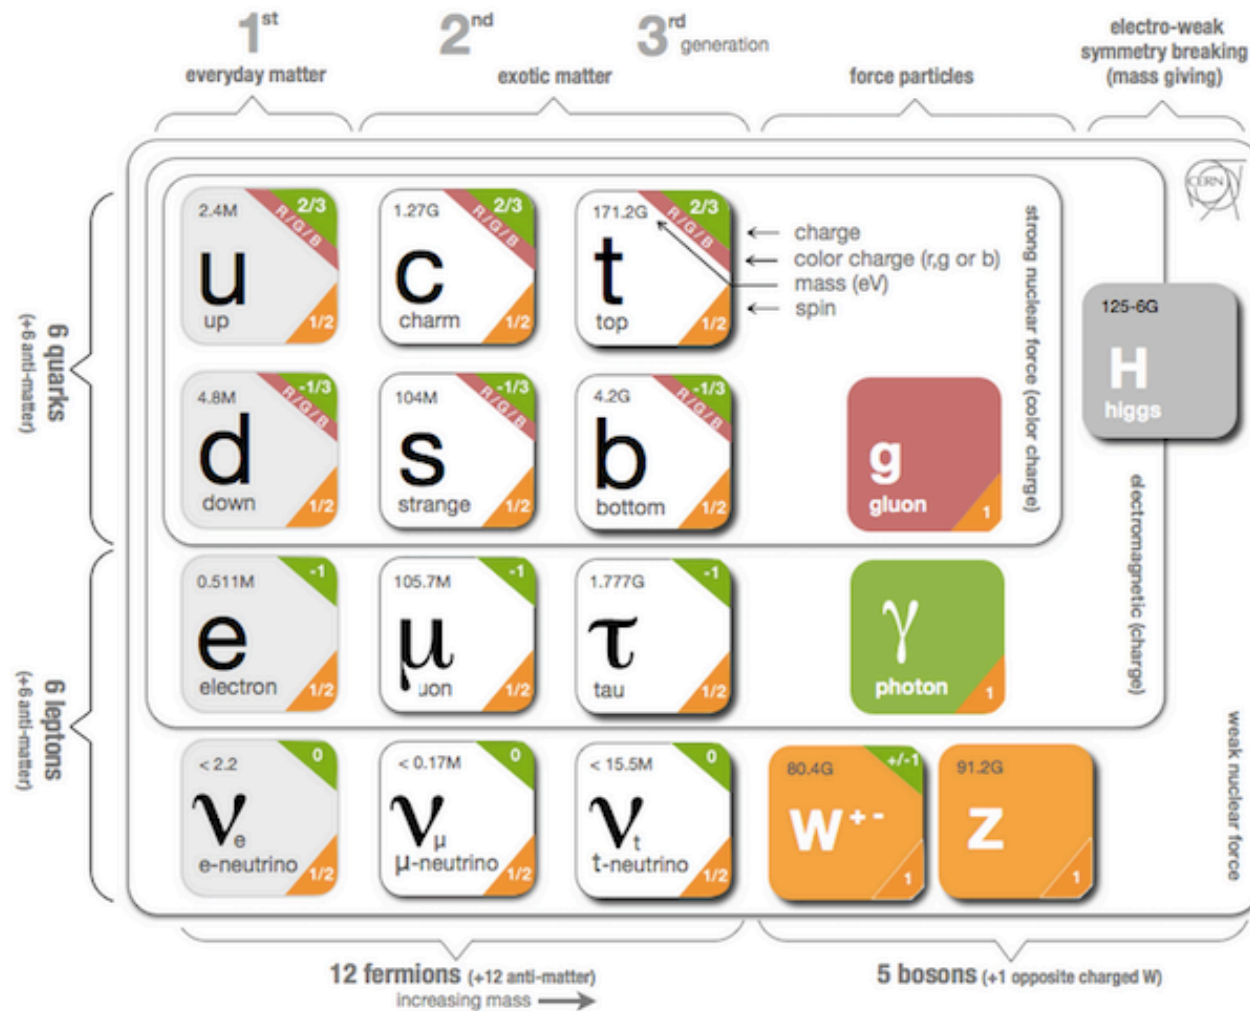 1st
2nd
3rd generation
everyday matter
exotic matter
force particles
electro-weak
symmetry breaking
(mass giving)
CERN
6 quarks
(+6 anti-matter)
6 leptons
(+6 anti-matter)
2.4M
2/3
R/G/B
u
up
1/2
1.27G
2/3
R/G/B
c
charm
1/2
171.2G
2/3
R/G/B
t
top
1/2
charge
color charge (r,g or b)
mass (eV)
spin
strong nuclear force (color charge)
125-6G
H
higgs
4.8M
-1/3
R/G/B
d
down
1/2
104M
-1/3
R/G/B
s
strange
1/2
4.2G
-1/3
R/G/B
b
bottom
1/2
g
gluon
1
electromagnetic (charge)
0.511M
-1
e
electron
1/2
105.7M
-1
μ
uon
1/2
1.777G
-1
τ
tau
1/2
γ
photon
1
weak nuclear force
< 2.2
0
νe
e-neutrino
1/2
< 0.17M
0
νμ
μ-neutrino
1/2
< 15.5M
0
νt
t-neutrino
1/2
80.4G
+/-1
W+-
1
91.2G
Z
1
12 fermions (+12 anti-matter)
increasing mass
5 bosons (+1 opposite charged W)